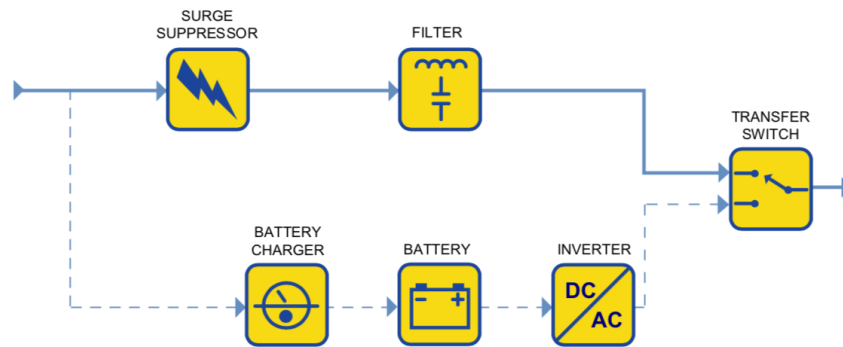 SURGE
SUPPRESSOR
FILTER
TRANSFER
SWITCH
BATTERY
CHARGER
BATTERY
INVERTER
- +
DC
AC